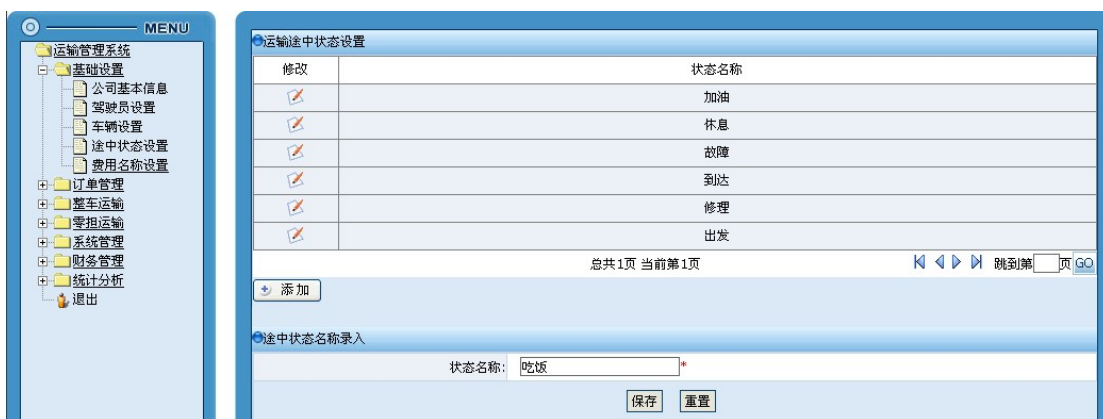 MENU
运输管理系统
基础设置
公司基本信息
驾驶员设置
车辆设置
途中状态设置
费用名称设置
订单管理
整车运输
零担运输
系统管理
财务管理
统计分析
退出
运输途中状态设置
修改 状态名称
加油
休息
故障
到达
修理
出发
总共1页 当前第1页 跳到第 页 GO
添加
途中状态名称录入
状态名称: 吃饭 *
保存 重置